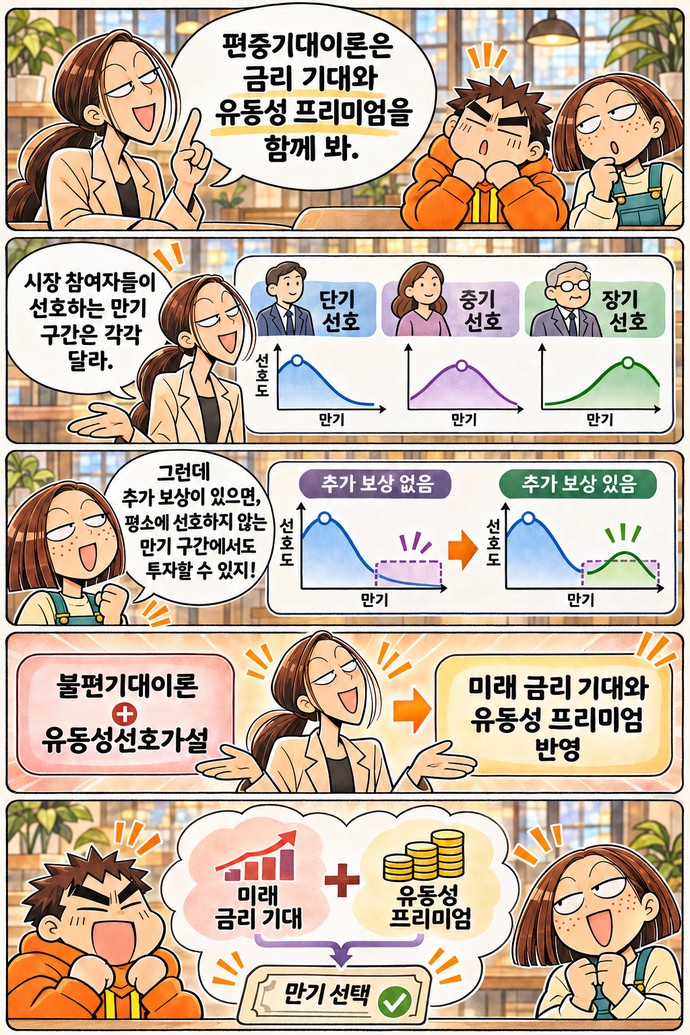 편중기대이론은
금리 기대와
유동성 프리미엄을
함께 봐.
시장 참여자들이
선호하는 만기
구간은 각각
달라.
단기
선호
중기
선호
장기
선호
선호도
만기
만기
만기
그런데
추가 보상이 있으면,
평소에 선호하지 않는
만기 구간에서도
투자할 수 있지!
추가 보상 없음
추가 보상 있음
선호도
만기
선호도
만기
불편기대이론
+
유동성선호가설
미래 금리 기대와
유동성 프리미엄
반영
미래
금리 기대
+
유동성
프리미엄
만기 선택